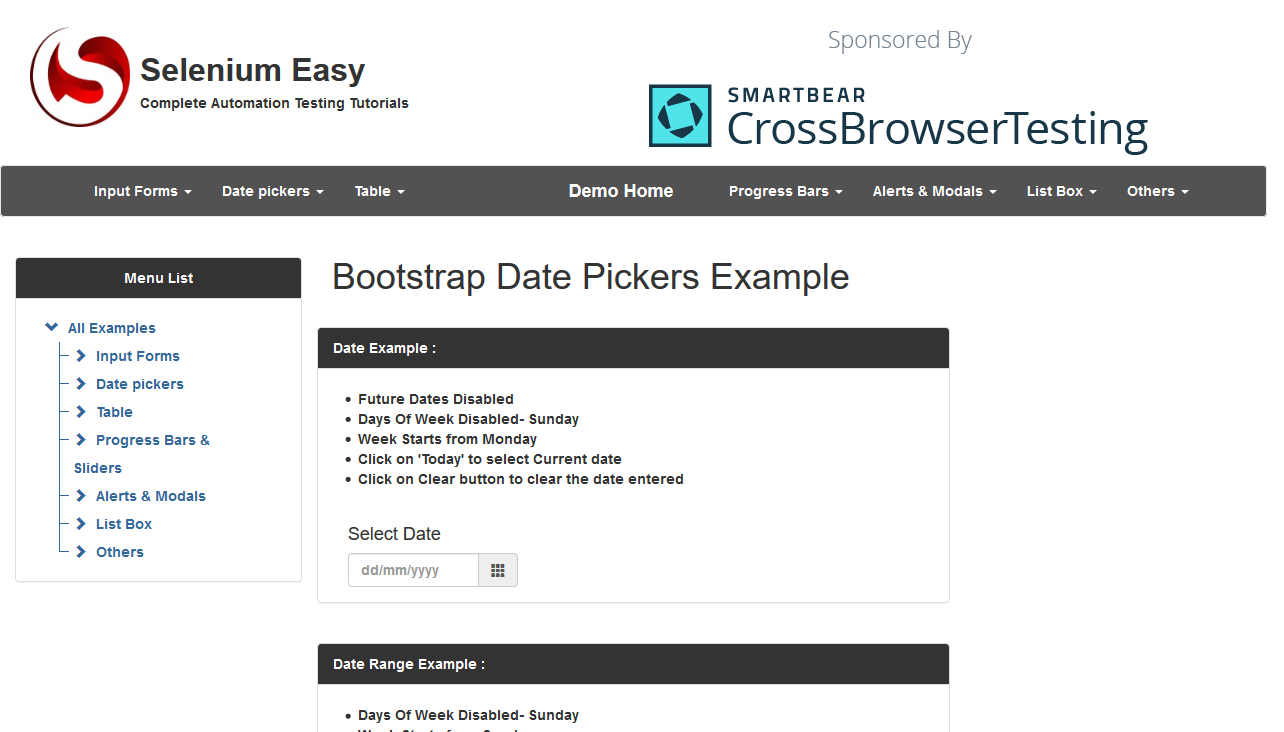 Selenium Easy
Complete Automation Testing Tutorials
Sponsored By
SMARTBEAR
CrossBrowserTesting
Input Forms Date pickers Table Demo Home Progress Bars Alerts & Modals List Box Others
Menu List
All Examples
Input Forms
Date pickers
Table
Progress Bars &
Sliders
Alerts & Modals
List Box
Others
Bootstrap Date Pickers Example
Date Example :
Future Dates Disabled
Days Of Week Disabled- Sunday
Week Starts from Monday
Click on 'Today' to select Current date
Click on Clear button to clear the date entered
Select Date
dd/mm/yyyy
Date Range Example :
Days Of Week Disabled- Sunday